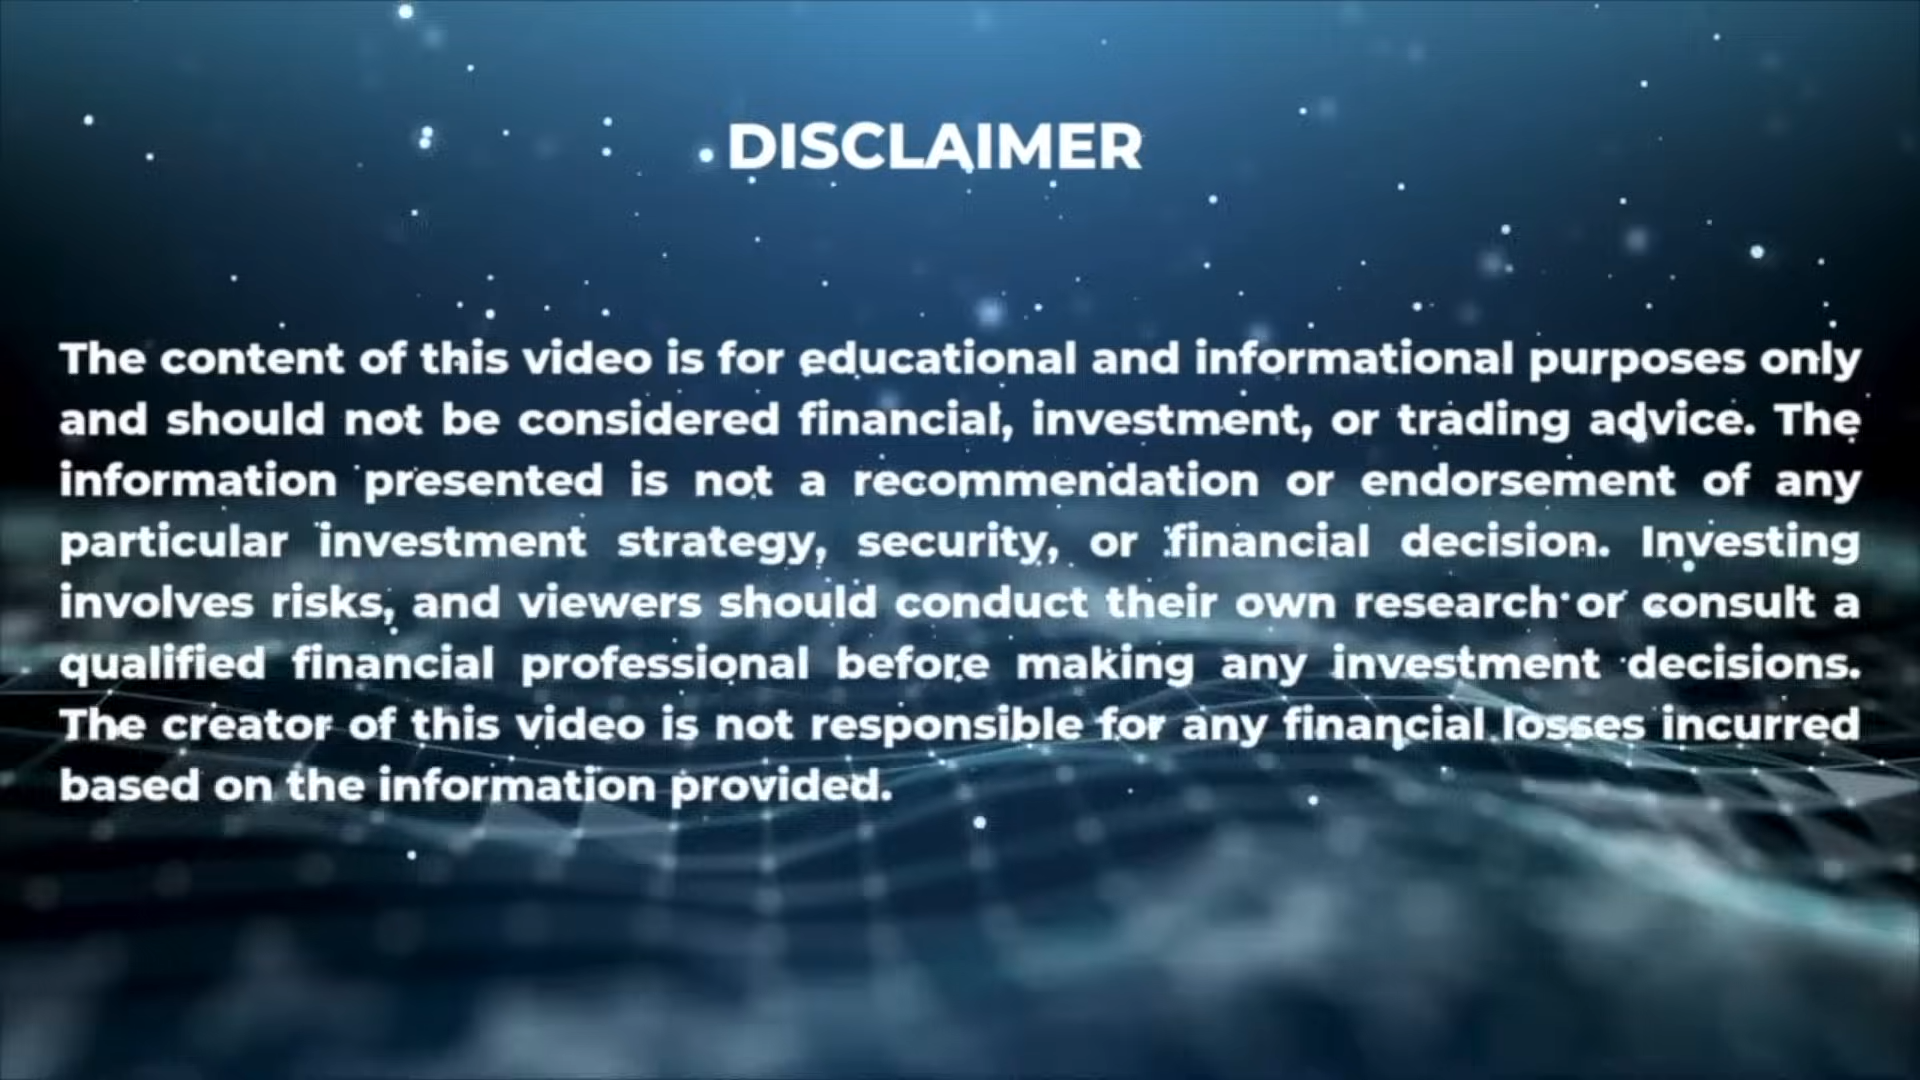 DISCLAIMER
The content of this video is for educational and informational purposes only
and should not be considered financial, investment, or trading advice. The
information presented is not a recommendation or endorsement of any
particular investment strategy, security, or financial decision. Investing
involves risks, and viewers should conduct their own research or consult a
qualified financial professional before making any investment decisions.
The creator of this video is not responsible for any financial losses incurred
based on the information provided.